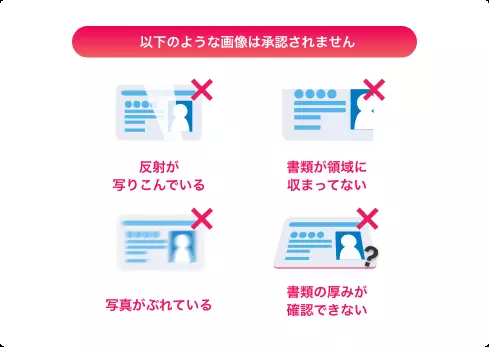 以下のような画像は承認されません
反射が
写りこんでいる
書類が領域に
収まってない
写真がぶれている
?
書類の厚みが
確認できない